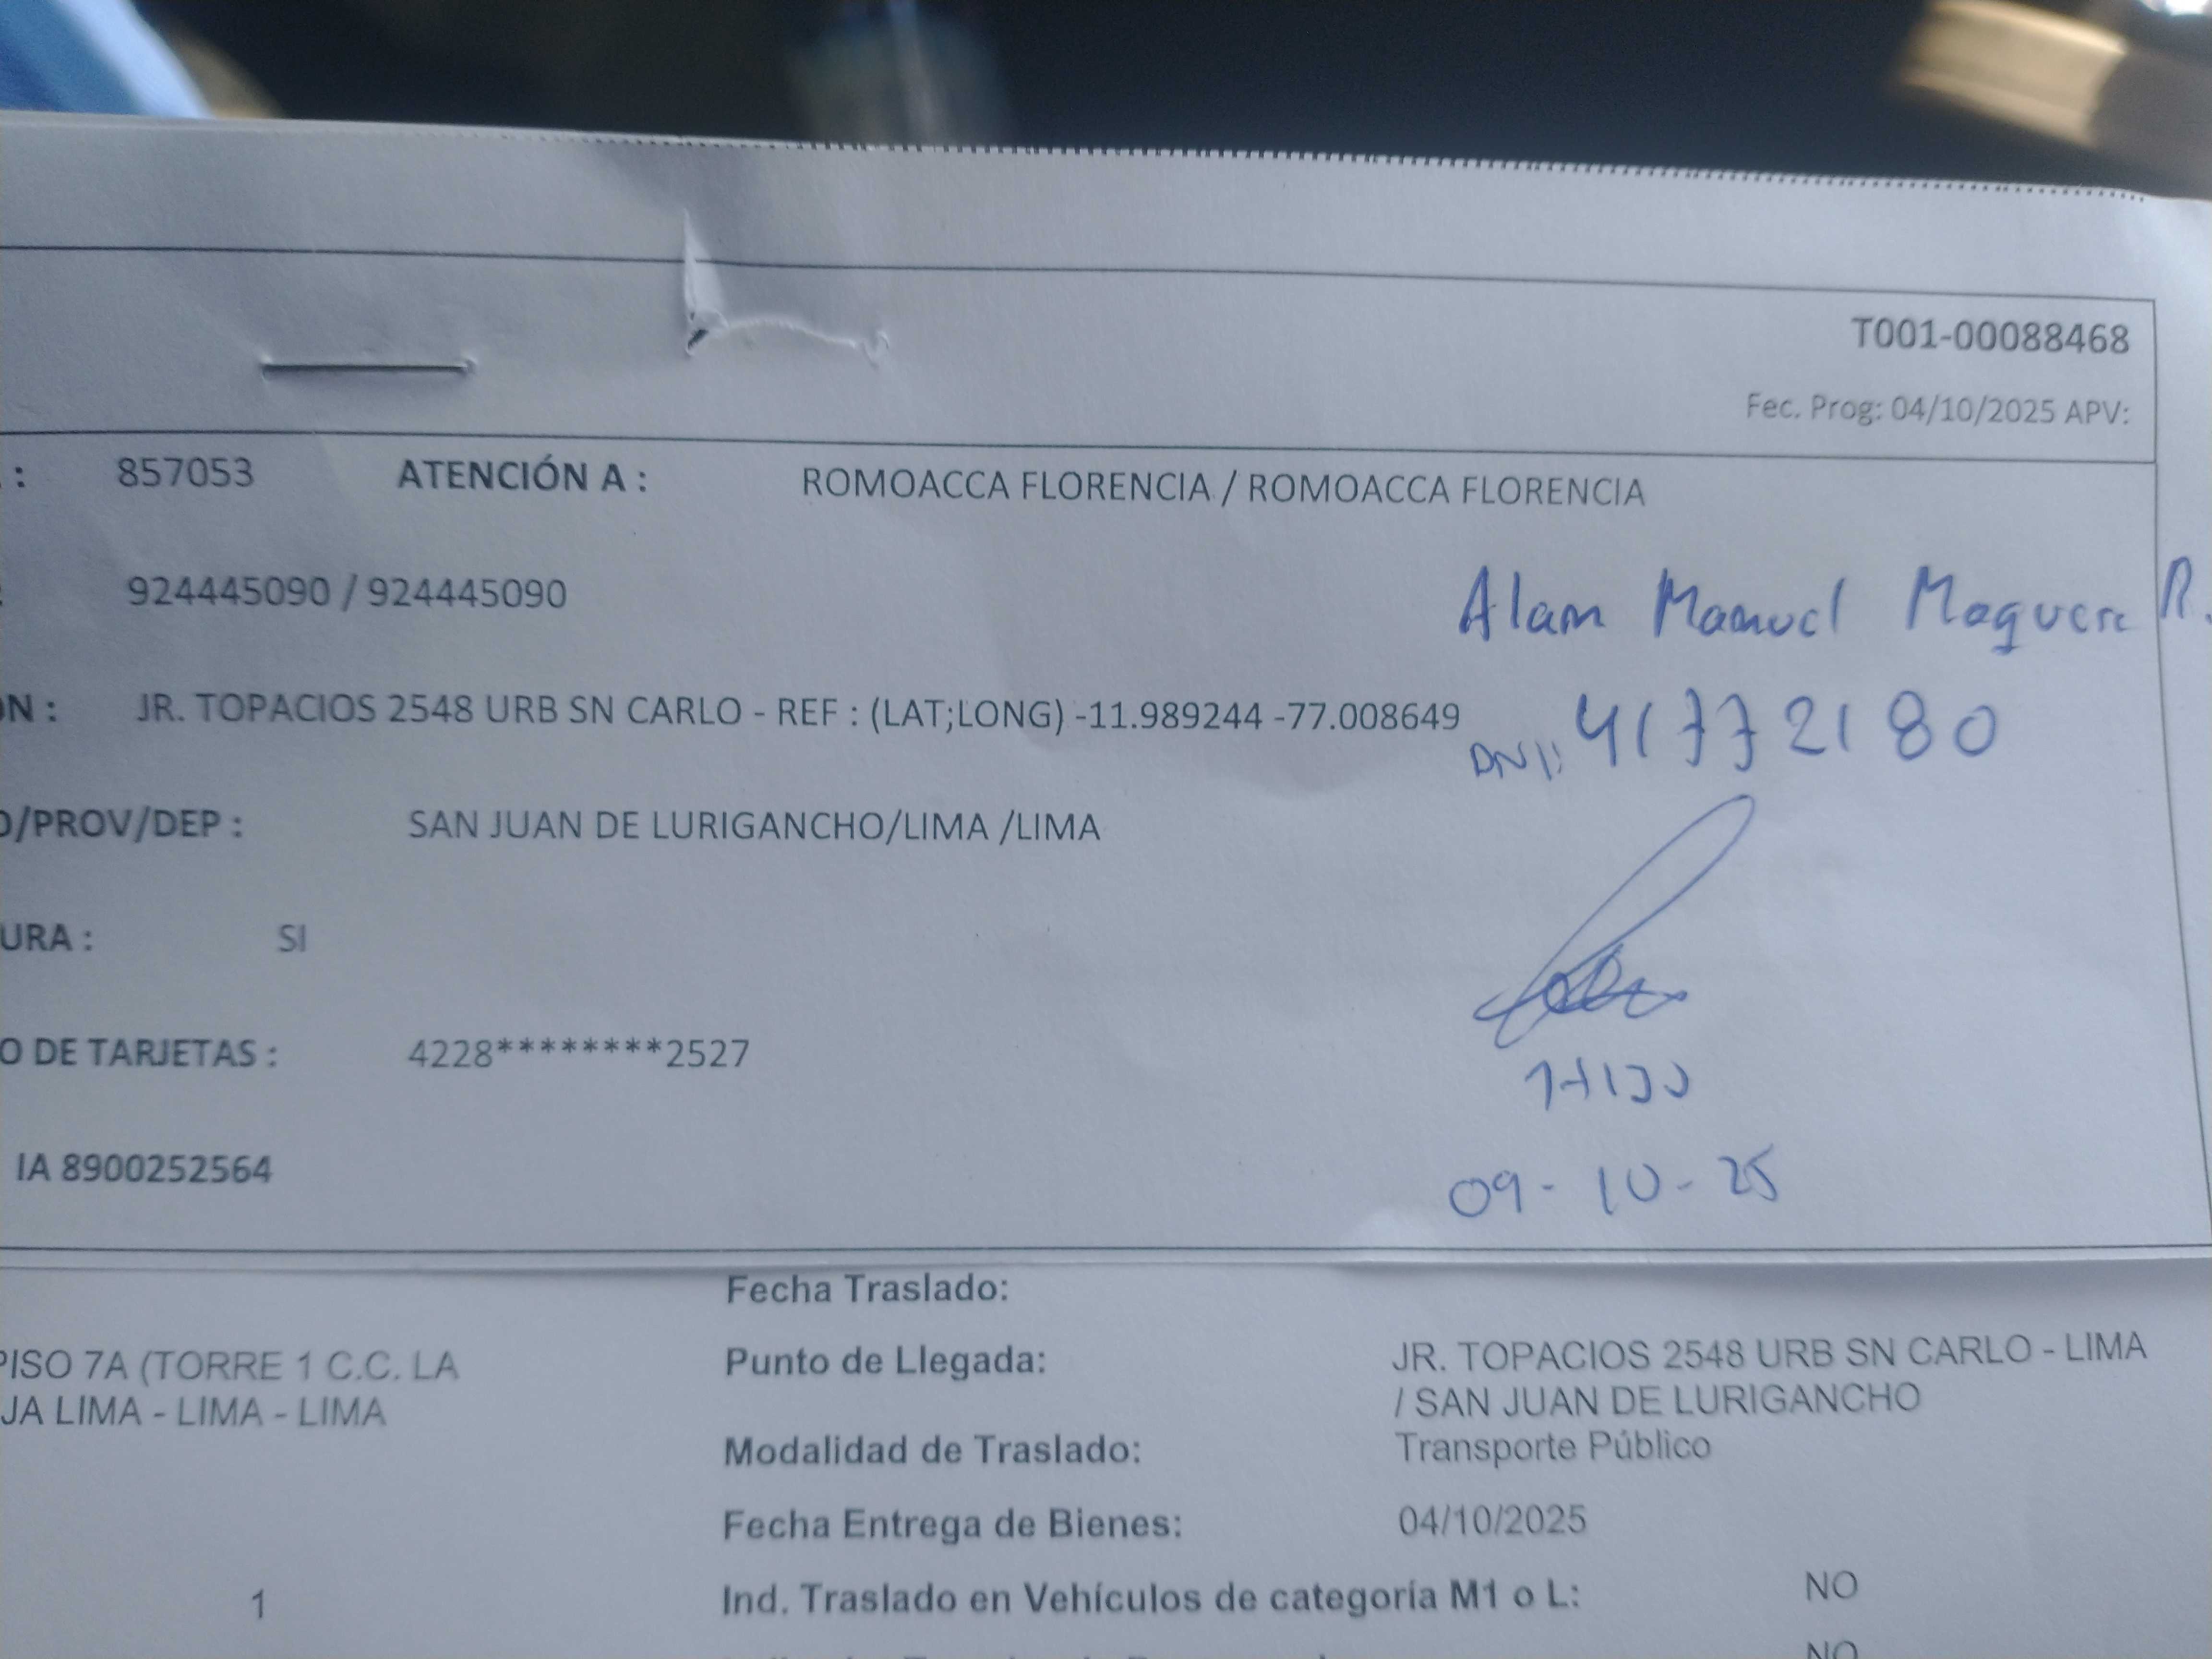 T001-00088468
Fec. Prog: 04/10/2025 APV:
: 857053 ATENCIÓN A : ROMOACCA FLORENCIA / ROMOACCA FLORENCIA
: 924445090 / 924445090
Alam Manuel Maquera R.
ÓN : JR. TOPACIOS 2548 URB SN CARLO - REF : (LAT;LONG) -11.989244 -77.008649
DNI: 41772180
O/PROV/DEP : SAN JUAN DE LURIGANCHO/LIMA /LIMA
URA : SI
O DE TARJETAS : 4228********2527
IA 8900252564
09-10-25
Fecha Traslado:
PISO 7A (TORRE 1 C.C. LA
JA LIMA - LIMA - LIMA
Punto de Llegada: JR. TOPACIOS 2548 URB SN CARLO - LIMA
/ SAN JUAN DE LURIGANCHO
Modalidad de Traslado: Transporte Público
Fecha Entrega de Bienes: 04/10/2025
1
Ind. Traslado en Vehículos de categoría M1 o L: NO
NO